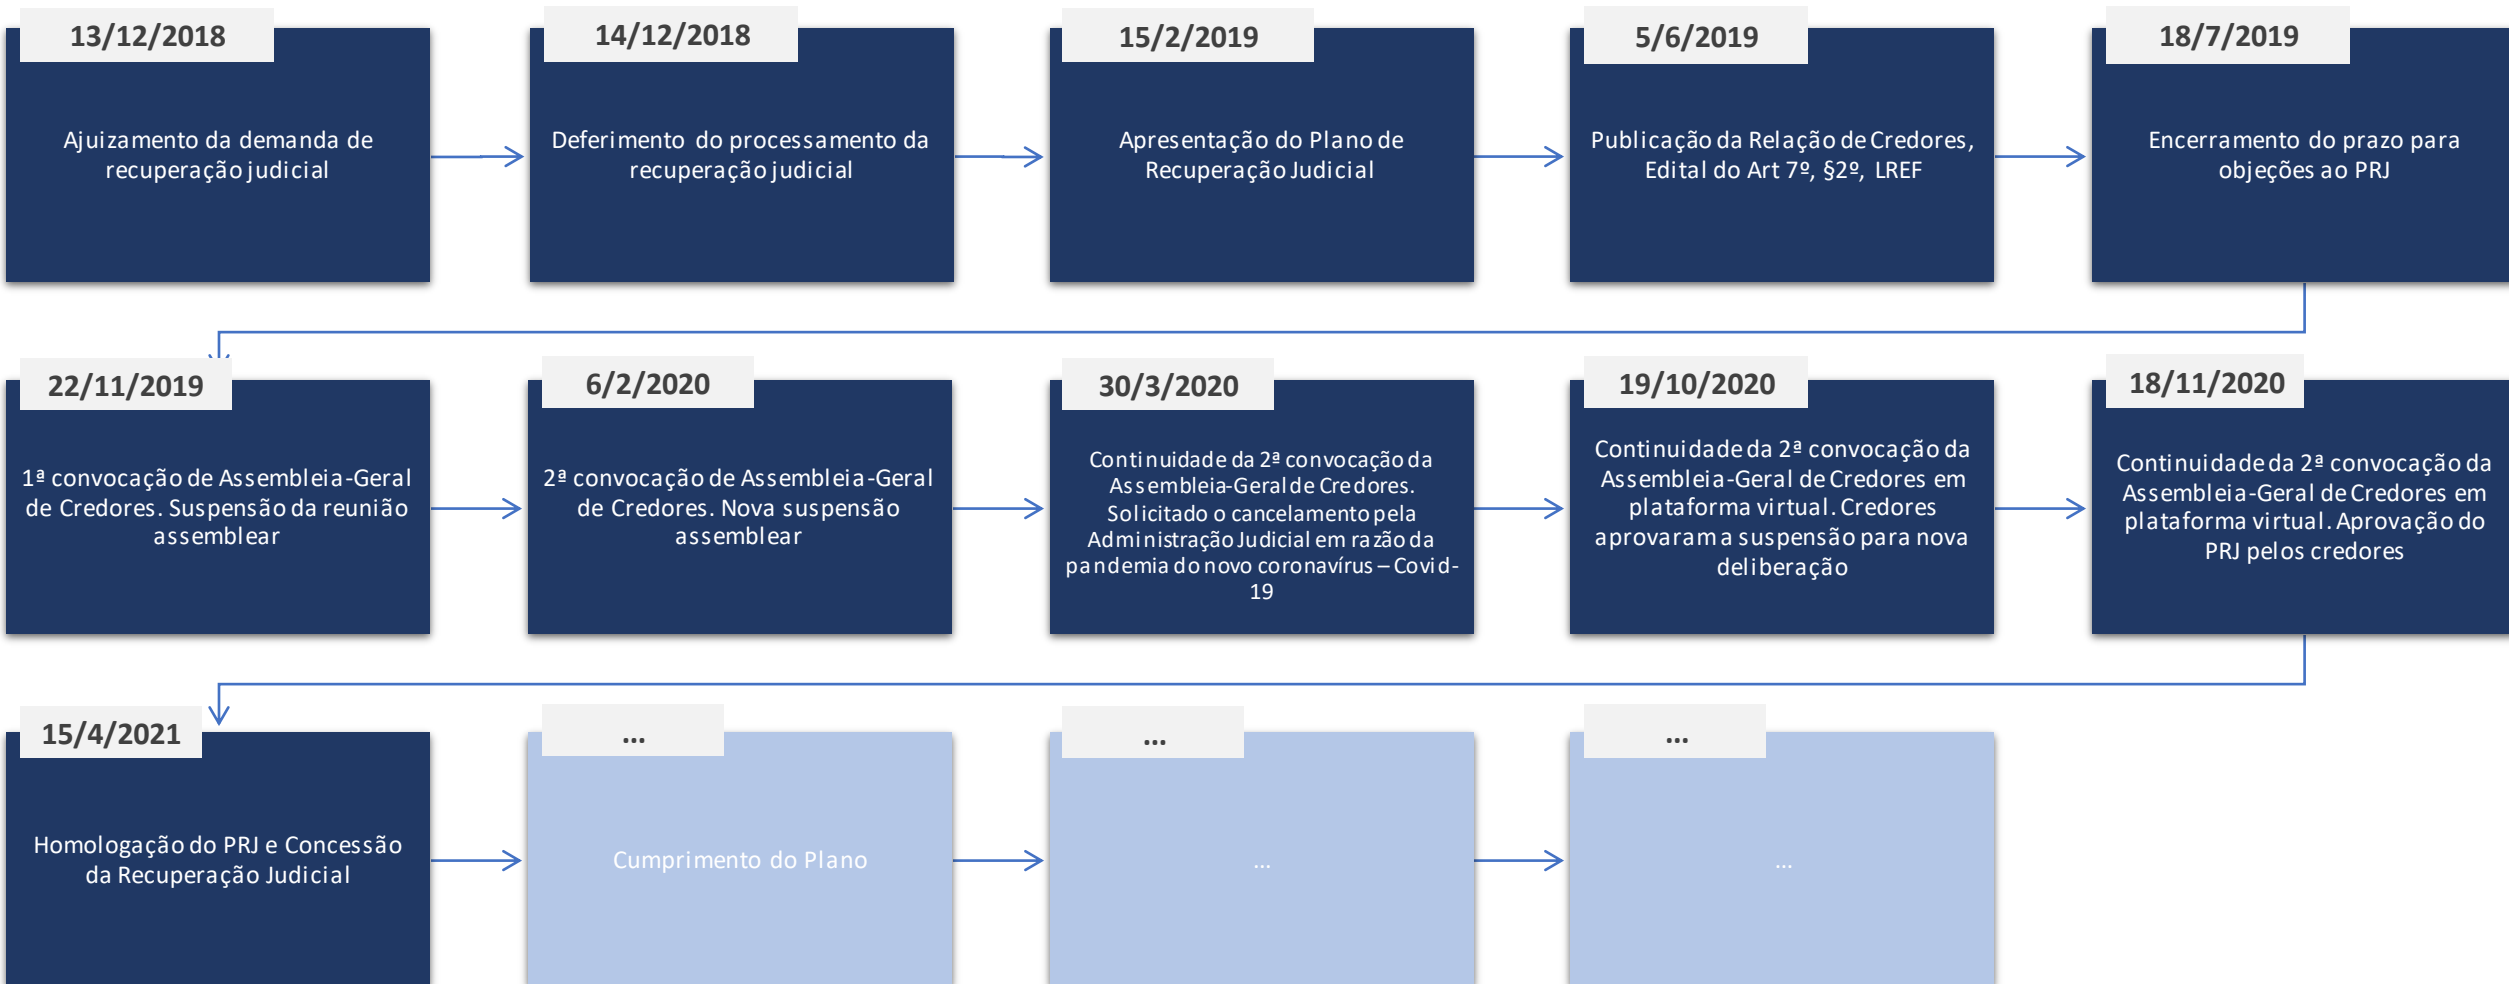 13/12/2018
Ajuizamento da demanda de
recuperação judicial
14/12/2018
Deferimento do processamento da
recuperação judicial
15/2/2019
Apresentação do Plano de
Recuperação Judicial
5/6/2019
Publicação da Relação de Credores,
Edital do Art 7º, §2º, LREF
18/7/2019
Encerramento do prazo para
objeções ao PRJ
22/11/2019
1ª convocação de Assembleia-Geral
de Credores. Suspensão da reunião
assemblear
6/2/2020
2ª convocação de Assembleia-Geral
de Credores. Nova suspensão
assemblear
30/3/2020
Continuidade da 2ª convocação da
Assembleia-Geral de Credores.
Solicitado o cancelamento pela
Administração Judicial em razão da
pandemia do novo coronavírus – Covid-
19
19/10/2020
Continuidade da 2ª convocação da
Assembleia-Geral de Credores em
plataforma virtual. Credores
aprovaram a suspensão para nova
deliberação
18/11/2020
Continuidade da 2ª convocação da
Assembleia-Geral de Credores em
plataforma virtual. Aprovação do
PRJ pelos credores
15/4/2021
Homologação do PRJ e Concessão
da Recuperação Judicial
...
Cumprimento do Plano
...
...
...
...